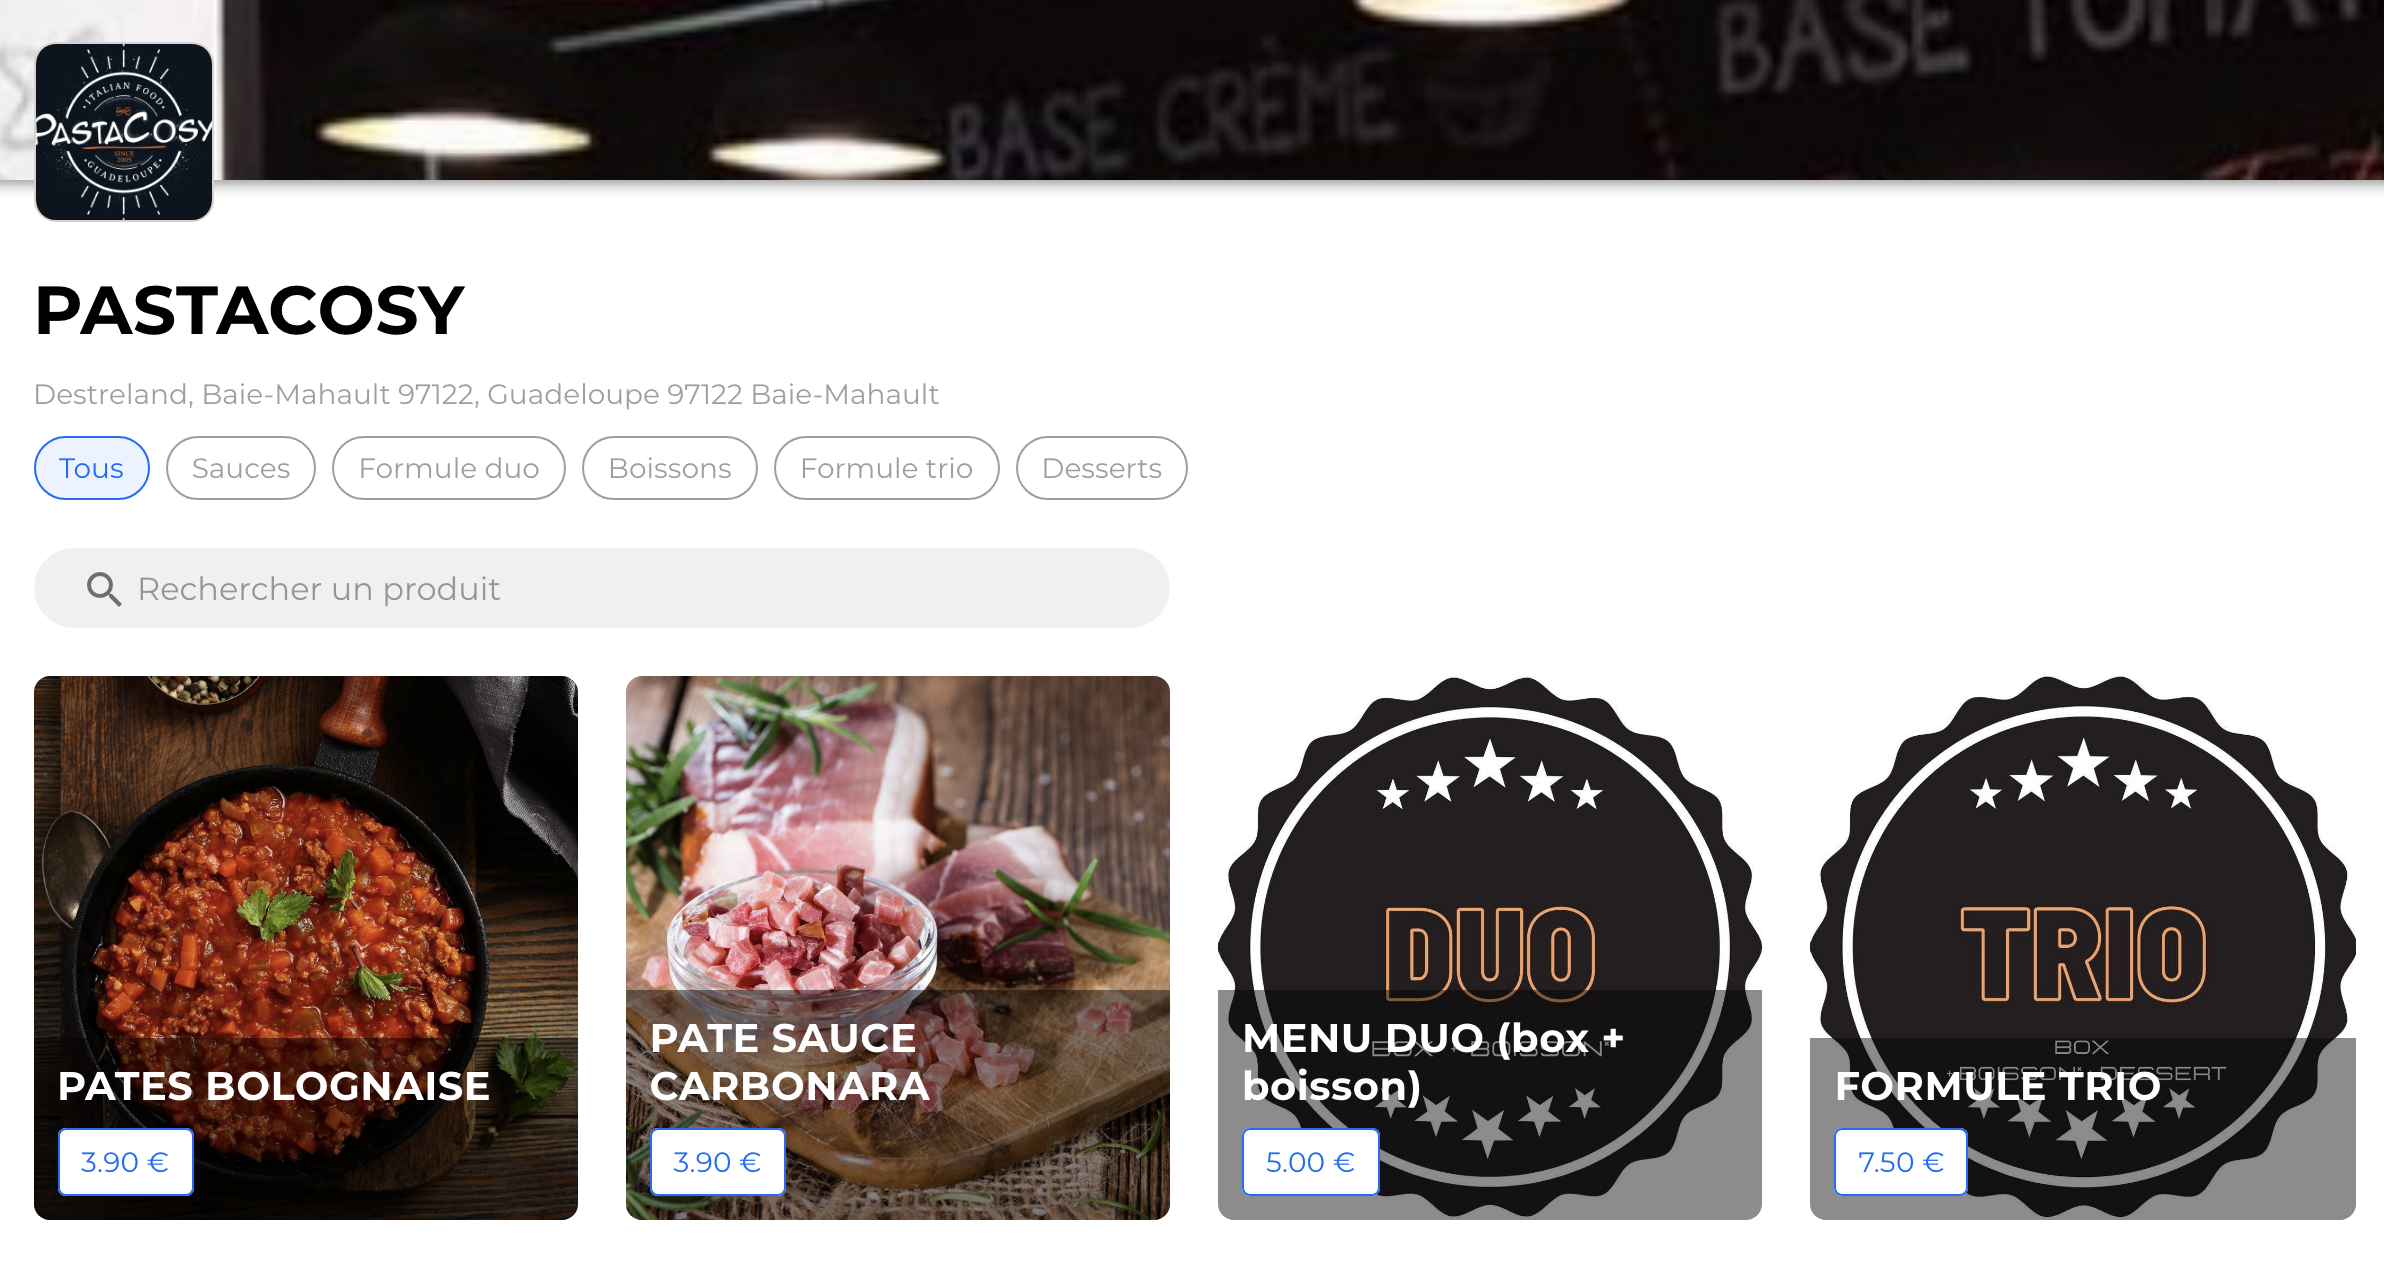 BASE CRÈME
BASE TOMAT
ITALIAN FOOD
PASTACOSY
SINCE
2005
GUADELOUPE
PASTACOSY
Destreland, Baie-Mahault 97122, Guadeloupe 97122 Baie-Mahault
Tous
Sauces
Formule duo
Boissons
Formule trio
Desserts
Rechercher un produit
PATES BOLOGNAISE
3.90 €
PATE SAUCE
CARBONARA
3.90 €
DUO
BOX + BOISSON*
MENU DUO (box +
boisson)
5.00 €
TRIO
BOX
+ BOISSON* + DESSERT
FORMULE TRIO
7.50 €